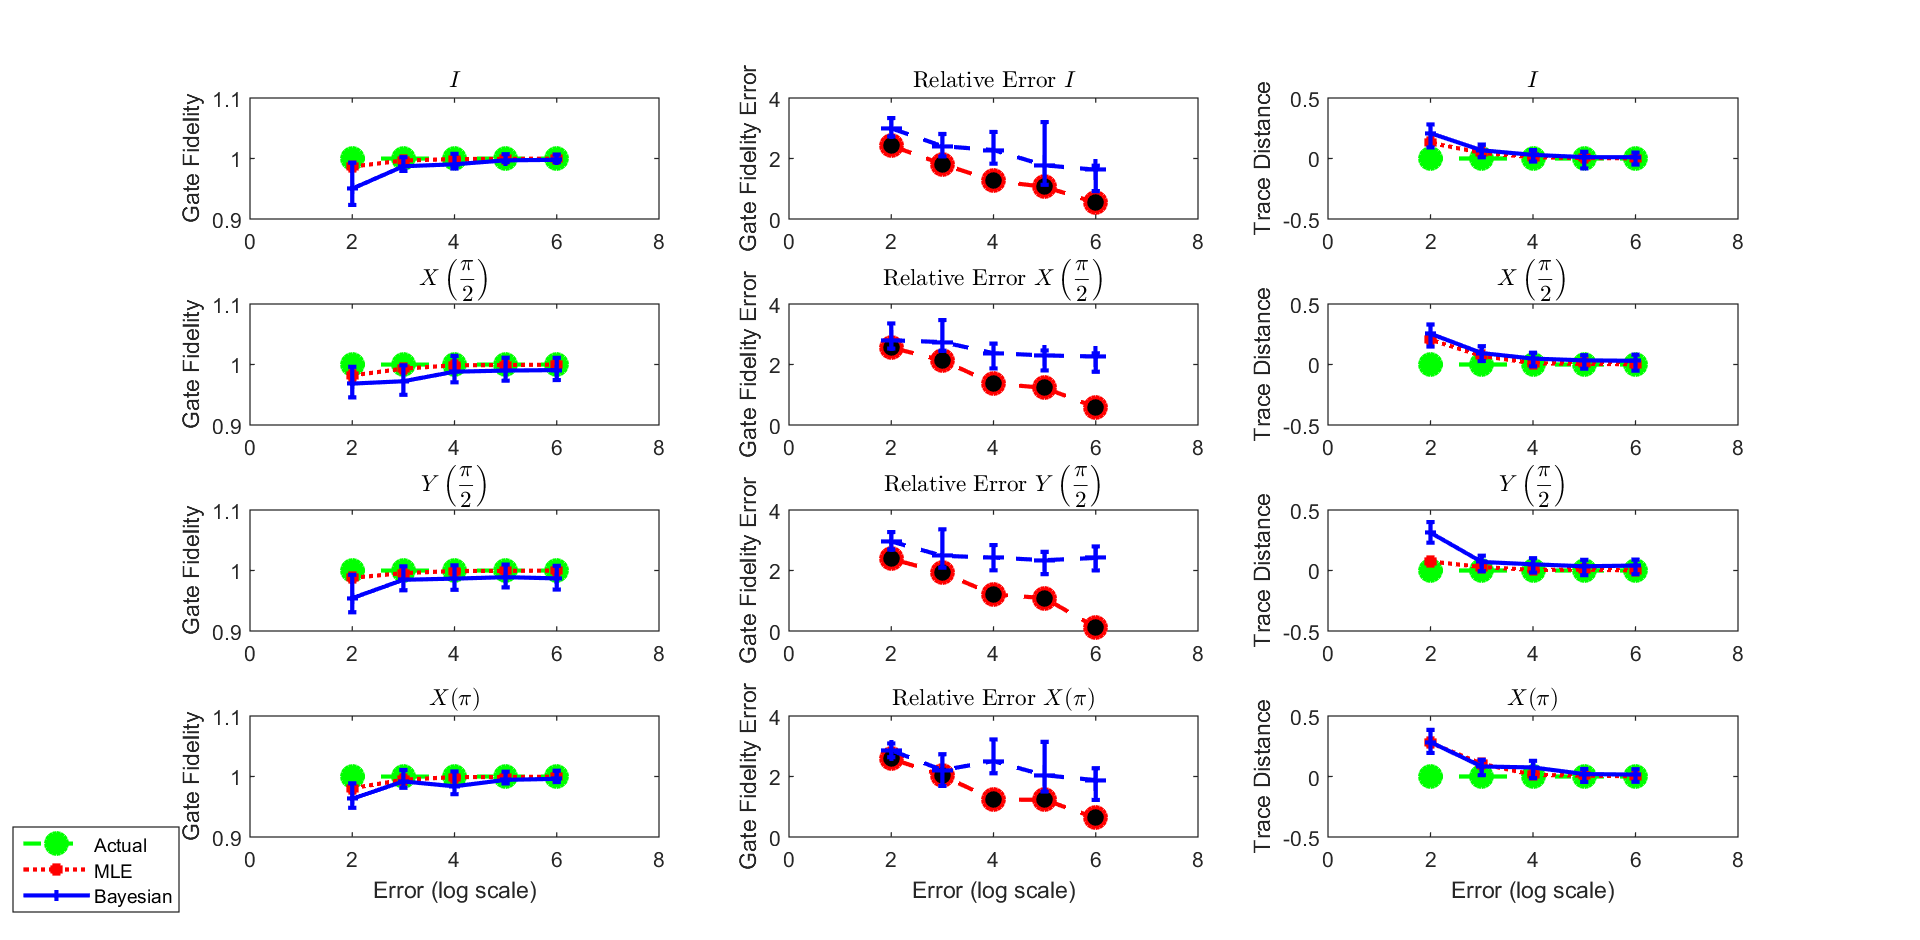 I
Gate Fidelity
1.1
1
0.9
0 2 4 6 8
Relative Error I
Gate Fidelity Error
4
2
0
0 2 4 6 8
I
Trace Distance
0.5
0
-0.5
0 2 4 6 8
X (π/2)
Gate Fidelity
1.1
1
0.9
0 2 4 6 8
Relative Error X (π/2)
Gate Fidelity Error
4
2
0
0 2 4 6 8
X (π/2)
Trace Distance
0.5
0
-0.5
0 2 4 6 8
Y (π/2)
Gate Fidelity
1.1
1
0.9
0 2 4 6 8
Relative Error Y (π/2)
Gate Fidelity Error
4
2
0
0 2 4 6 8
Y (π/2)
Trace Distance
0.5
0
-0.5
0 2 4 6 8
X(π)
Gate Fidelity
1.1
1
0.9
0 2 4 6 8
Error (log scale)
Relative Error X(π)
Gate Fidelity Error
4
2
0
0 2 4 6 8
Error (log scale)
X(π)
Trace Distance
0.5
0
-0.5
0 2 4 6 8
Error (log scale)
Actual
MLE
Bayesian